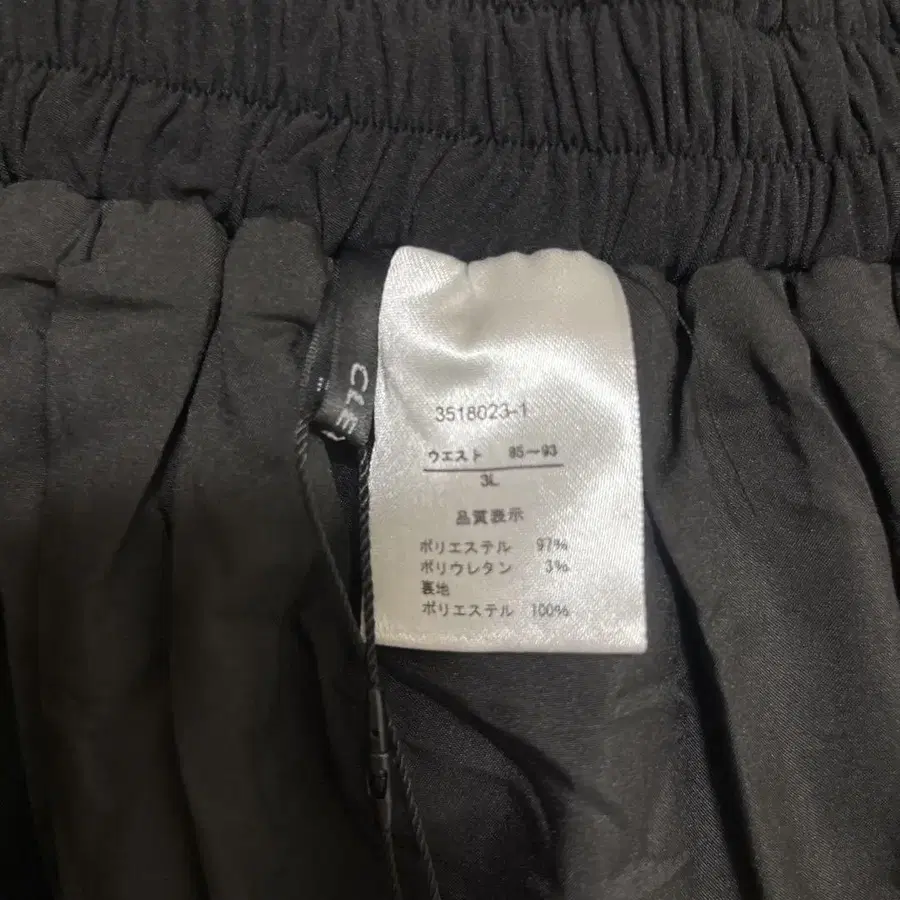 3518023-1
ウエスト 85〜93
3L
品質表示
ポリエステル 97%
ポリウレタン 3%
裏地
ポリエステル 100%